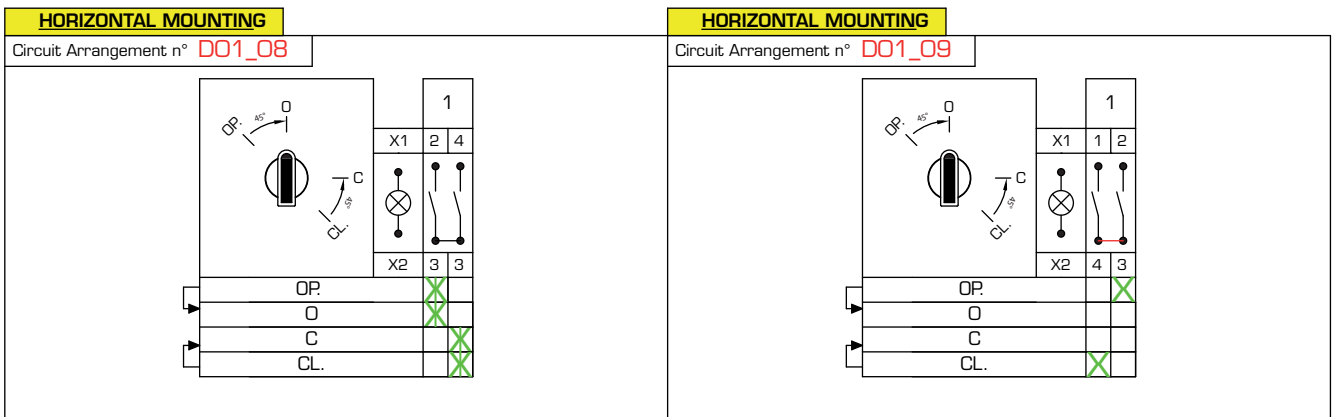 HORIZONTAL MOUNTING
Circuit Arrangement n° D01_08
1
O
OP. 45°
X1 2 4
C
45°
CL.
X2 3 3
OP.
O
C
CL.
HORIZONTAL MOUNTING
Circuit Arrangement n° D01_09
1
O
OP. 45°
X1 1 2
C
45°
CL.
X2 4 3
OP.
O
C
CL.